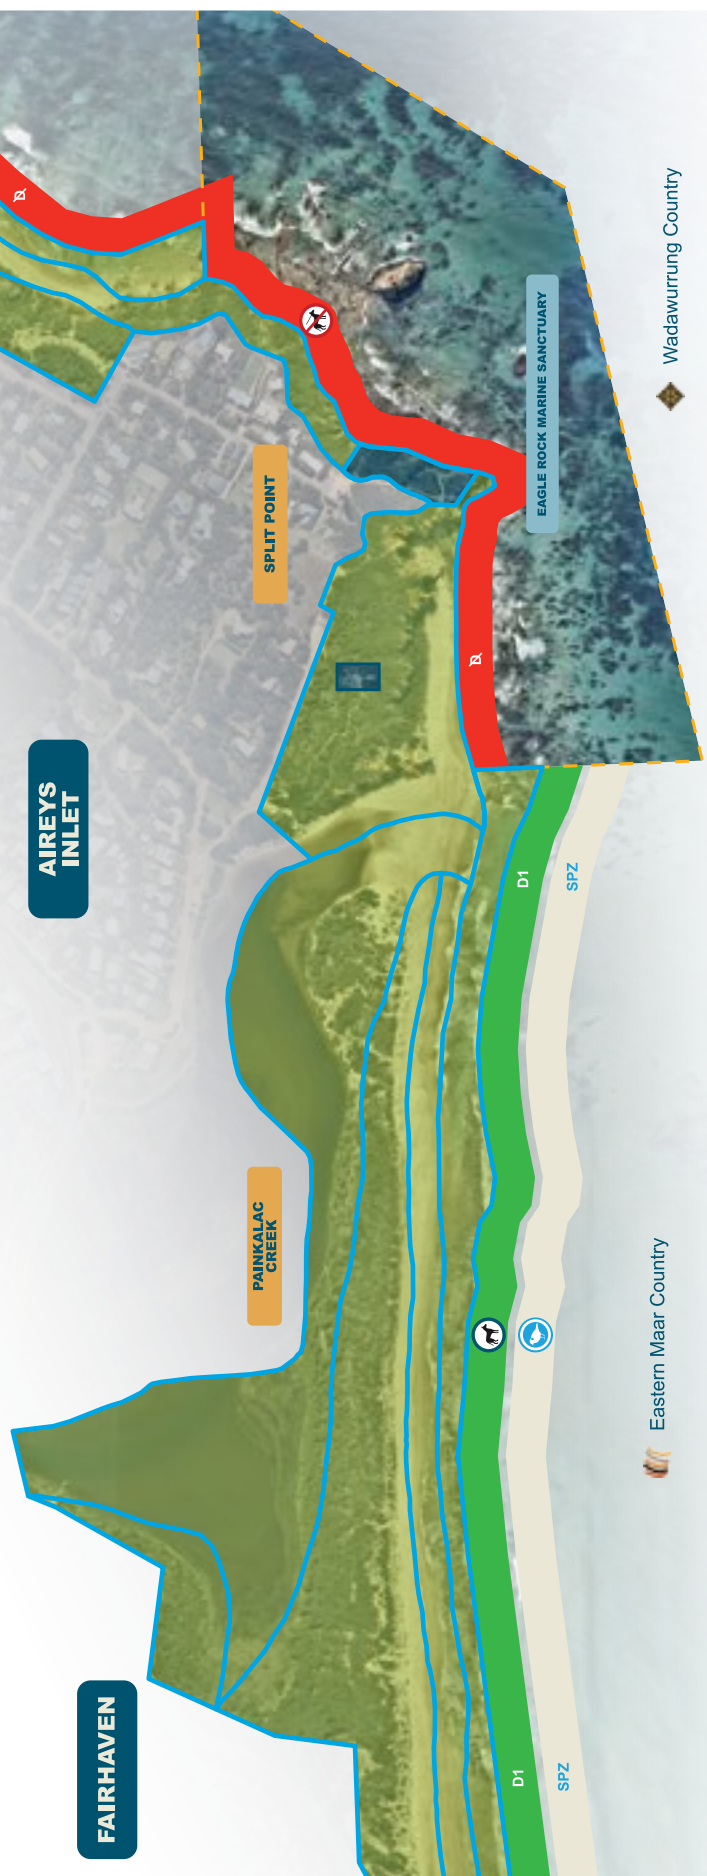 AIREYS
INLET
SPLIT POINT
EAGLE ROCK MARINE SANCTUARY
Wadawurrung Country
D1
SPZ
PAINKALAC
CREEK
Eastern Maar Country
FAIRHAVEN
D1
SPZ